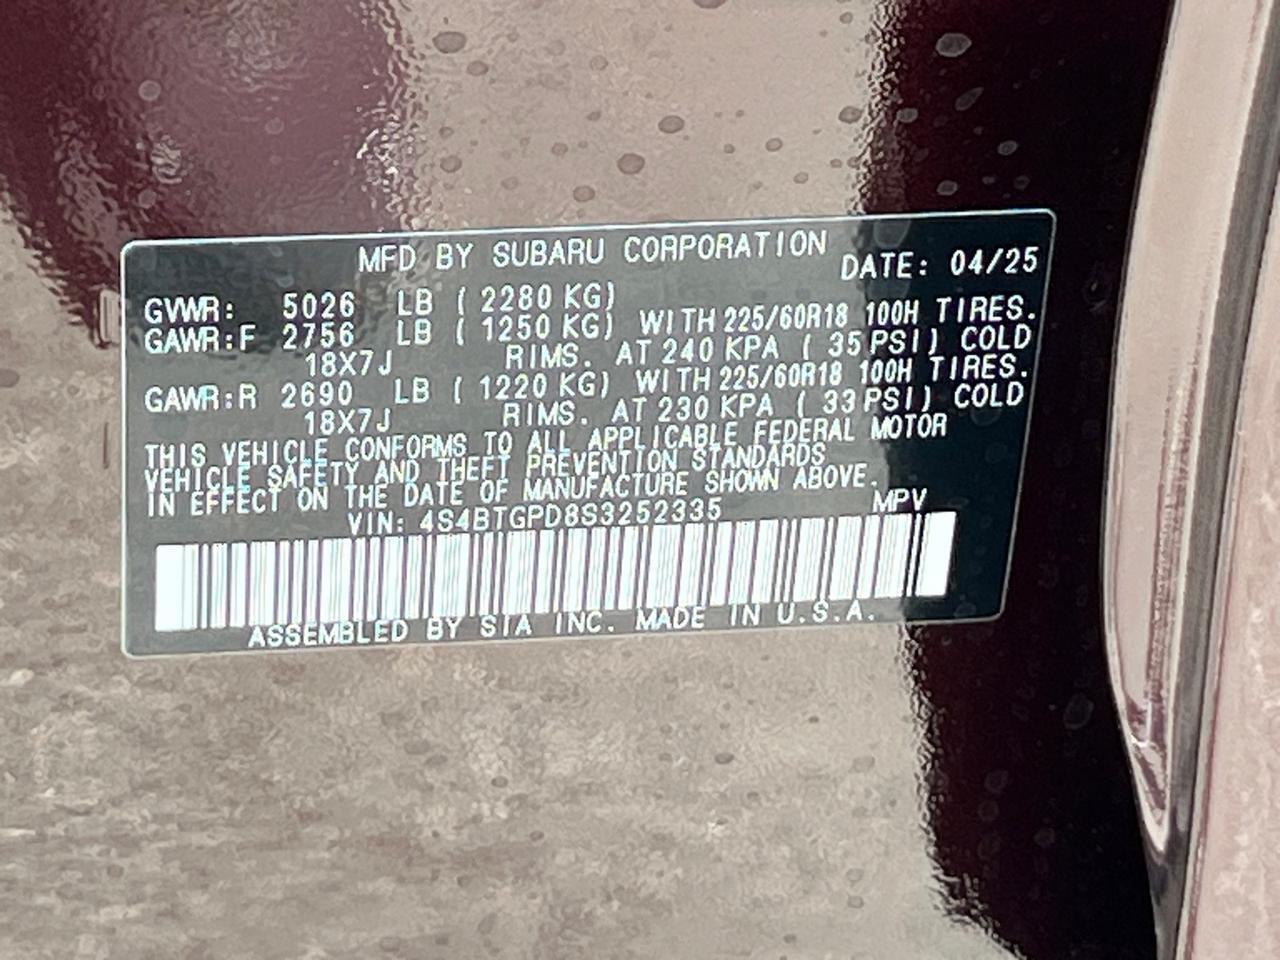 MFD BY SUBARU CORPORATION DATE: 04/25
GVWR: 5026 LB ( 2280 KG)
GAWR:F 2756 LB ( 1250 KG) WITH 225/60R18 100H TIRES.
18X7J RIMS. AT 240 KPA ( 35 PSI) COLD
GAWR:R 2690 LB ( 1220 KG) WITH 225/60R18 100H TIRES.
18X7J RIMS. AT 230 KPA ( 33 PSI) COLD
THIS VEHICLE CONFORMS TO ALL APPLICABLE FEDERAL MOTOR
VEHICLE SAFETY AND THEFT PREVENTION STANDARDS
IN EFFECT ON THE DATE OF MANUFACTURE SHOWN ABOVE.
VIN: 4S4BTGPD8S3252335 MPV
ASSEMBLED BY SIA INC. MADE IN U.S.A.